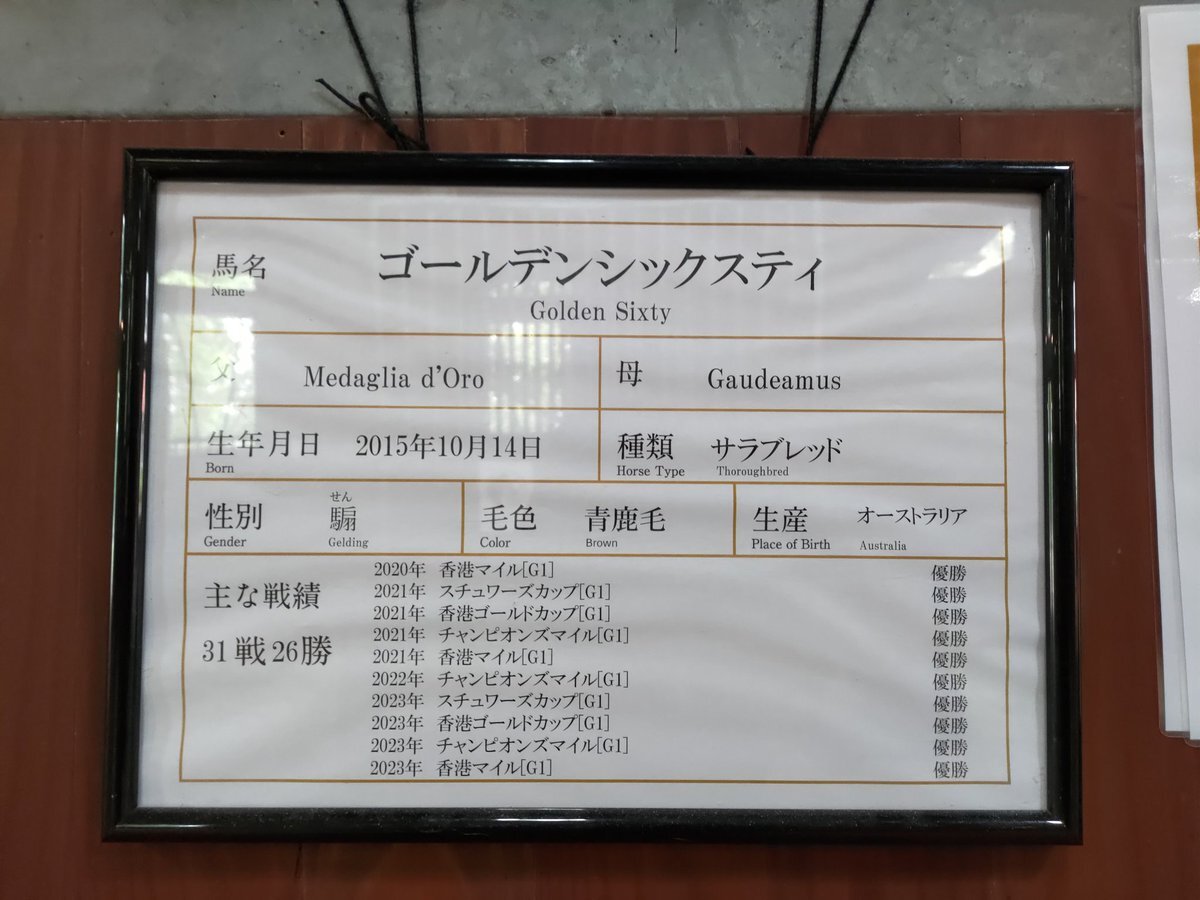 馬名 ゴールデンシックスティ
Name
Golden Sixty
父 Medaglia d'Oro 母 Gaudeamus
生年月日 2015年10月14日 種類 サラブレッド
Born Horse Type Thoroughbred
せん
性別 騸 毛色 青鹿毛 生産 オーストラリア
Gender Gelding Color Brown Place of Birth Australia
主な戦績
31戦26勝
2020年 香港マイル[G1] 優勝
2021年 スチュワーズカップ[G1] 優勝
2021年 香港ゴールドカップ[G1] 優勝
2021年 チャンピオンズマイル[G1] 優勝
2021年 香港マイル[G1] 優勝
2022年 チャンピオンズマイル[G1] 優勝
2023年 スチュワーズカップ[G1] 優勝
2023年 香港ゴールドカップ[G1] 優勝
2023年 チャンピオンズマイル[G1] 優勝
2023年 香港マイル[G1] 優勝